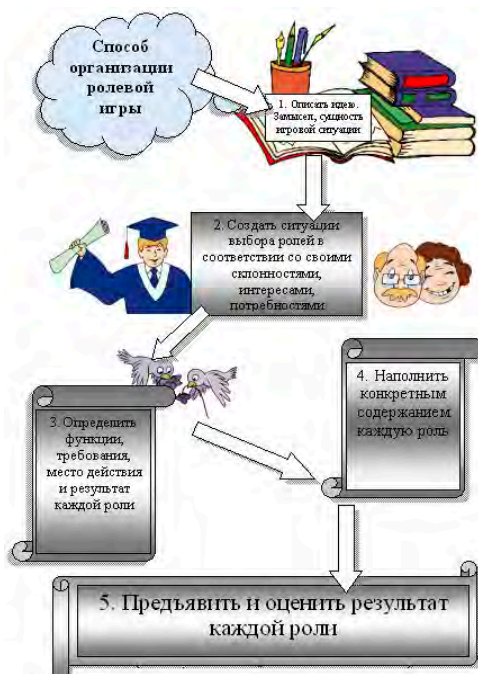 Способ
организации
ролевой
игры
1. Описать идею.
Замысел, сущность
игровой ситуации
2. Создать ситуации
выбора ролей в
соответствии со своими
склонностями,
интересами,
потребностями
3. Определить
функции,
требования,
место действия
и результат
каждой роли
4. Наполнить
конкретным
содержанием
каждую роль
5. Предъявить и оценить результат
каждой роли